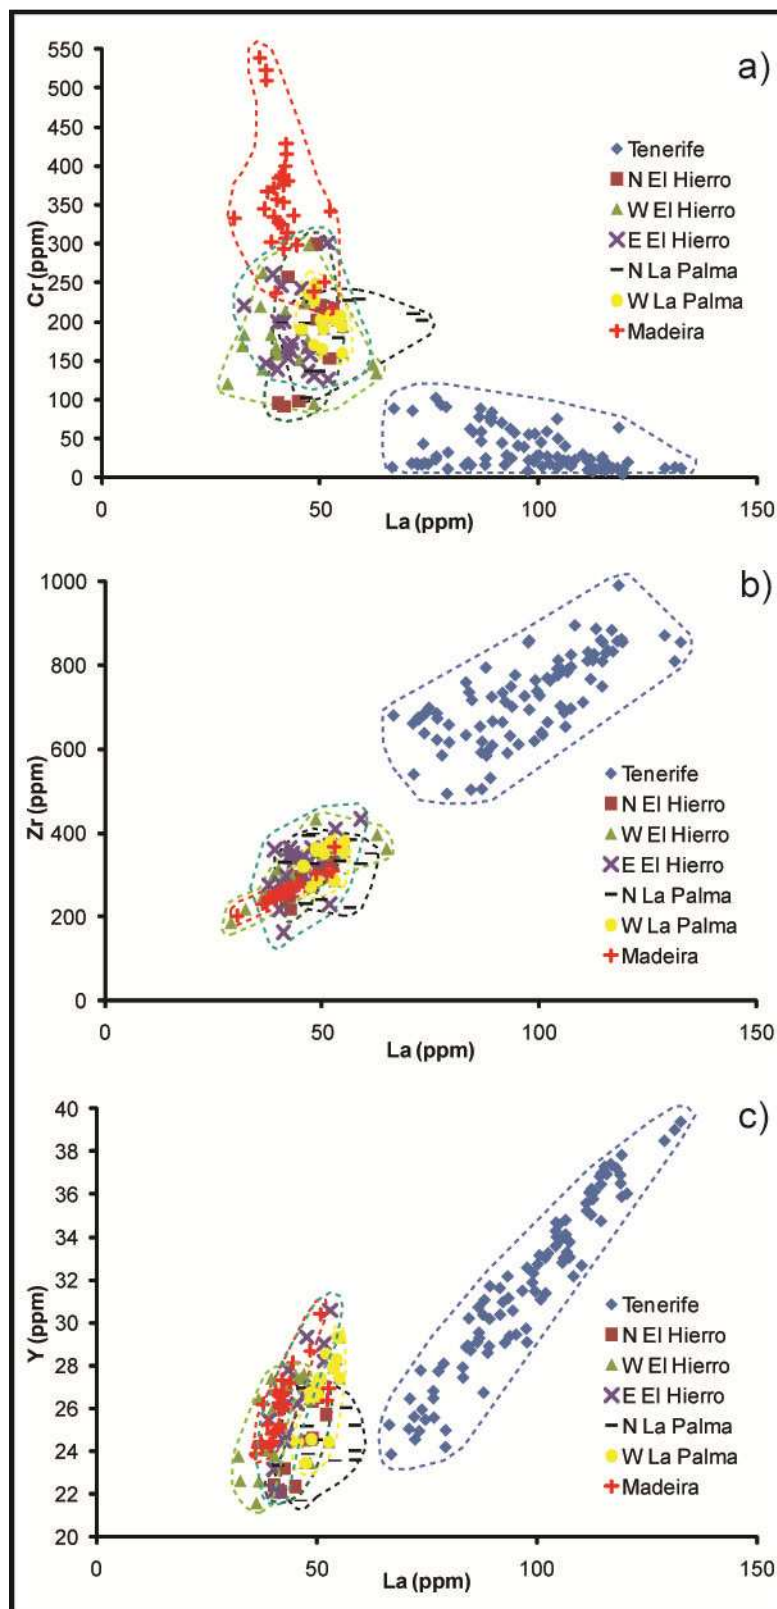 a)
550
500
450
400
350
300
250
200
150
100
50
0
Cr (ppm)
Tenerife
N El Hierro
W El Hierro
E El Hierro
N La Palma
W La Palma
Madeira
0 50 100 150
La (ppm)
b)
1000
800
600
400
200
0
Zr (ppm)
Tenerife
N El Hierro
W El Hierro
E El Hierro
N La Palma
W La Palma
Madeira
0 50 100 150
La (ppm)
c)
40
38
36
34
32
30
28
26
24
22
20
Y (ppm)
Tenerife
N El Hierro
W El Hierro
E El Hierro
N La Palma
W La Palma
Madeira
0 50 100 150
La (ppm)